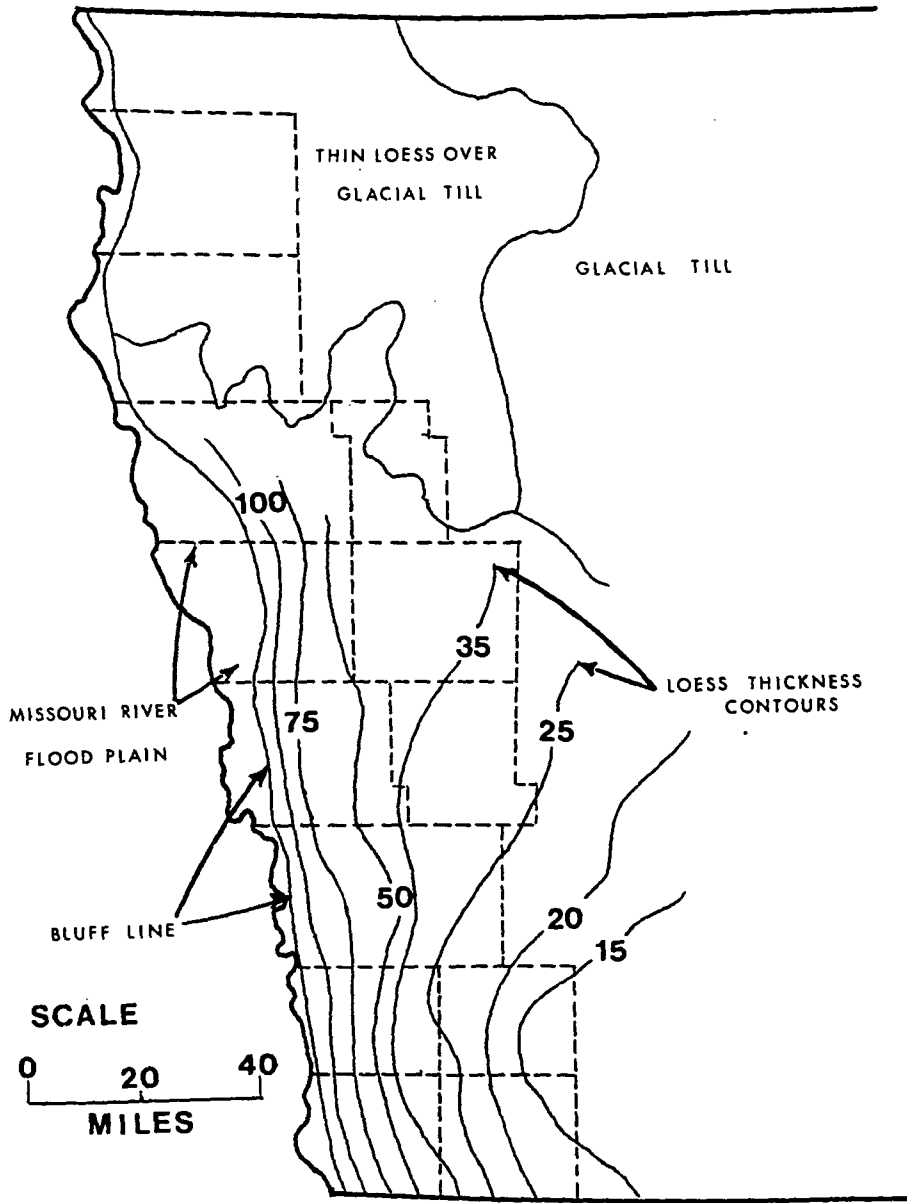 THIN LOESS OVER
GLACIAL TILL
GLACIAL TILL
100
35
LOESS THICKNESS
CONTOURS
MISSOURI RIVER
FLOOD PLAIN
75
25
50
20
15
BLUFF LINE
SCALE
0 20 40
MILES